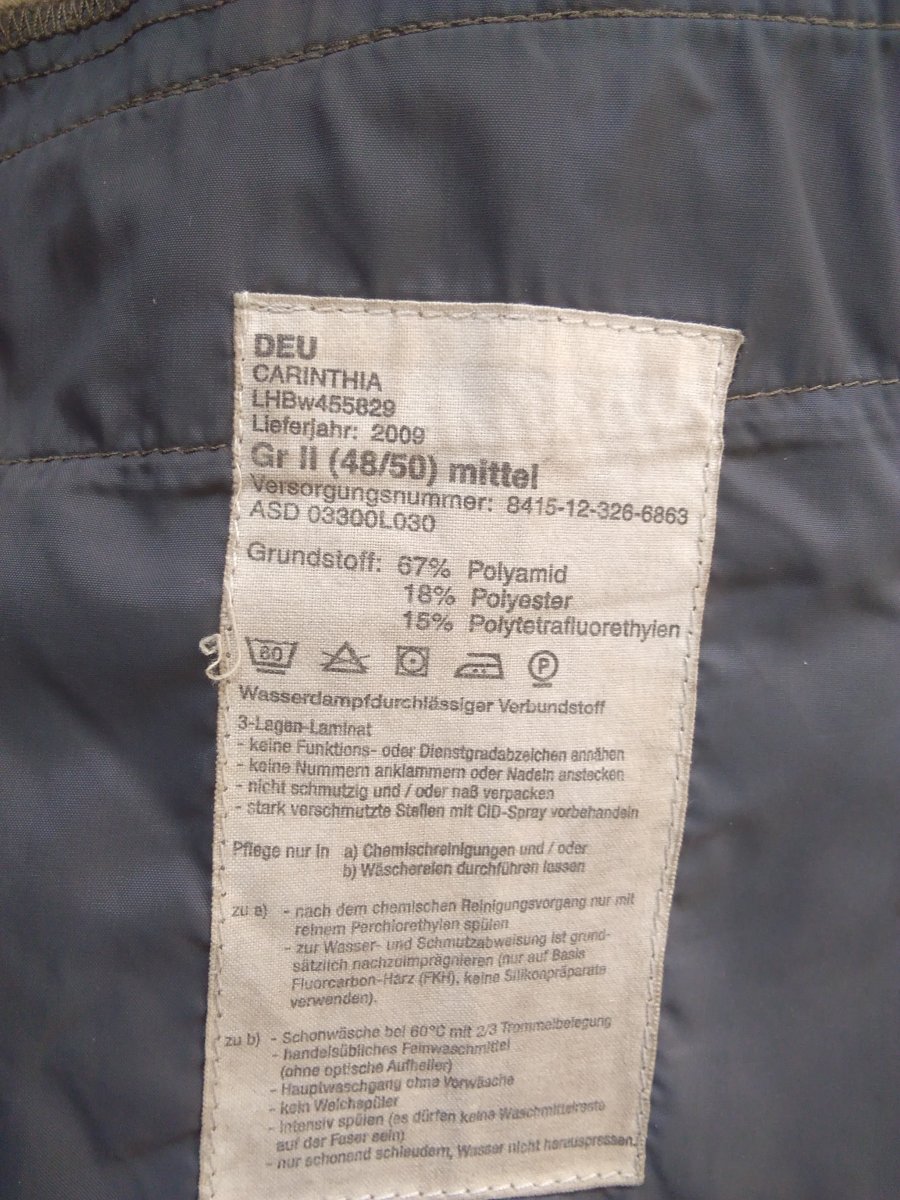 DEU
CARINTHIA
LHBw455829
Lieferjahr: 2009
Gr II (48/50) mittel
Versorgungsnummer: 8415-12-326-6863
ASD 03300L030
Grundstoff: 67% Polyamid
18% Polyester
15% Polytetrafluorethylen
60 P
Wasserdampfdurchlässiger Verbundstoff
3-Lagen-Laminat
- keine Funktions- oder Dienstgradabzeichen annähen
- keine Nummern anklammern oder Nadeln anstecken
- nicht schmutzig und / oder naß verpacken
- stark verschmutzte Stellen mit CID-Spray vorbehandeln
Pflege nur in a) Chemischreinigungen und / oder
b) Wäschereien durchführen lassen
zu a) - nach dem chemischen Reinigungsvorgang nur mit
reinem Perchlorethylen spülen
- zur Wasser- und Schmutzabweisung ist grund-
sätzlich nachzuimprägnieren (nur auf Basis
Fluorcarbon-Harz (FKH), keine Silikonpräparate
verwenden).
zu b) - Schonwäsche bei 60°C mit 2/3 Trommelbelegung
- handelsübliches Feinwaschmittel
(ohne optische Aufheller)
- Hauptwaschgang ohne Vorwäsche
- kein Weichspüler
- Intensiv spülen (es dürfen keine Waschmittelreste
auf der Faser sein)
- nur schonend schleudern, Wasser nicht herauspressen.